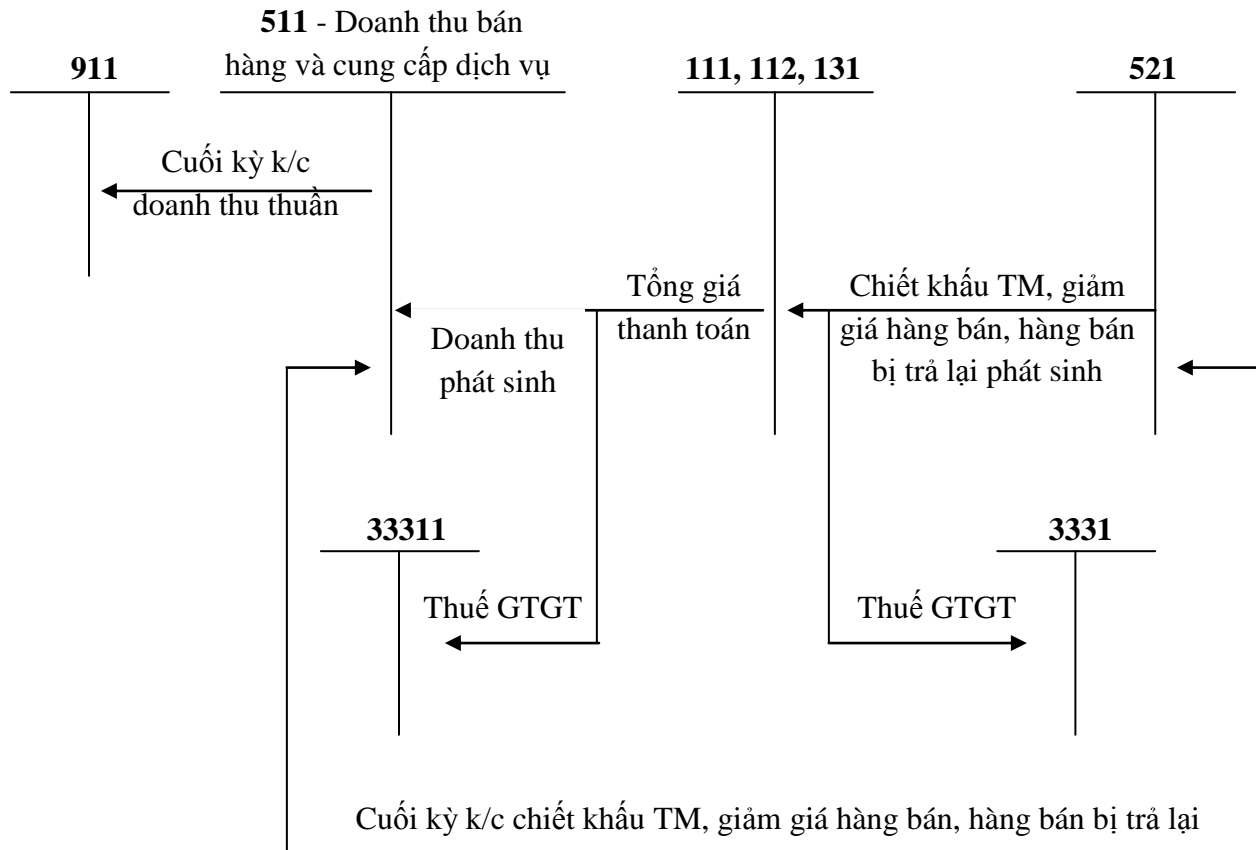 511 - Doanh thu bán
hàng và cung cấp dịch vụ
911
111, 112, 131
521
Cuối kỳ k/c
doanh thu thuần
Tổng giá
thanh toán
Chiết khấu TM, giảm
giá hàng bán, hàng bán
bị trả lại phát sinh
Doanh thu
phát sinh
33311
3331
Thuế GTGT
Thuế GTGT
Cuối kỳ k/c chiết khấu TM, giảm giá hàng bán, hàng bán bị trả lại